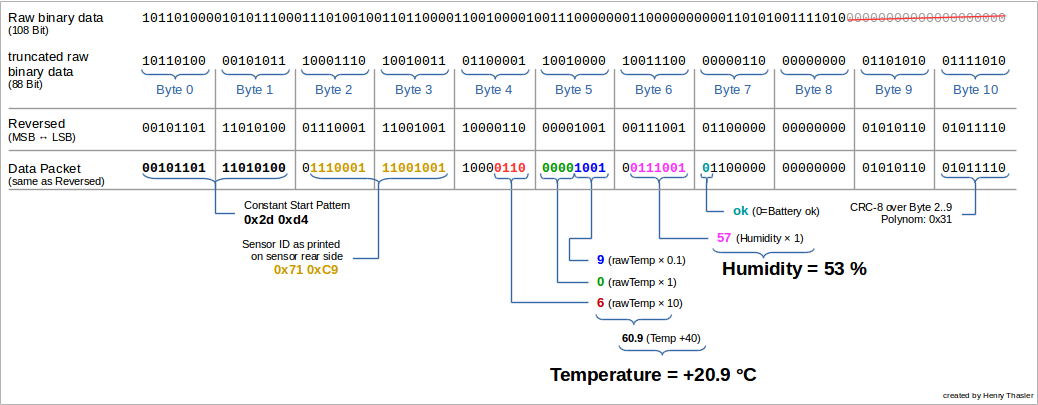 Raw binary data
(108 Bit)
101101000010101110001110100100110110000110010000100111000000011000000000011010100111101000000000000000000000
truncated raw
binary data
(88 Bit)
10110100 00101011 10001110 10010011 01100001 10010000 10011100 00000110 00000000 01101010 01111010
Byte 0 Byte 1 Byte 2 Byte 3 Byte 4 Byte 5 Byte 6 Byte 7 Byte 8 Byte 9 Byte 10
Reversed
(MSB ↔ LSB)
00101101 11010100 01110001 11001001 10000110 00001001 00111001 01100000 00000000 01010110 01011110
Data Packet
(same as Reversed)
00101101 11010100 01110001 11001001 10000110 00001001 00111001 01100000 00000000 01010110 01011110
Constant Start Pattern
0x2d 0xd4
Sensor ID as printed
on sensor rear side
0x71 0xC9
ok (0=Battery ok)
CRC-8 over Byte 2..9
Polynom: 0x31
57 (Humidity × 1)
Humidity = 53 %
9 (rawTemp × 0.1)
0 (rawTemp × 1)
6 (rawTemp × 10)
60.9 (Temp +40)
Temperature = +20.9 °C
created by Henry Thasler